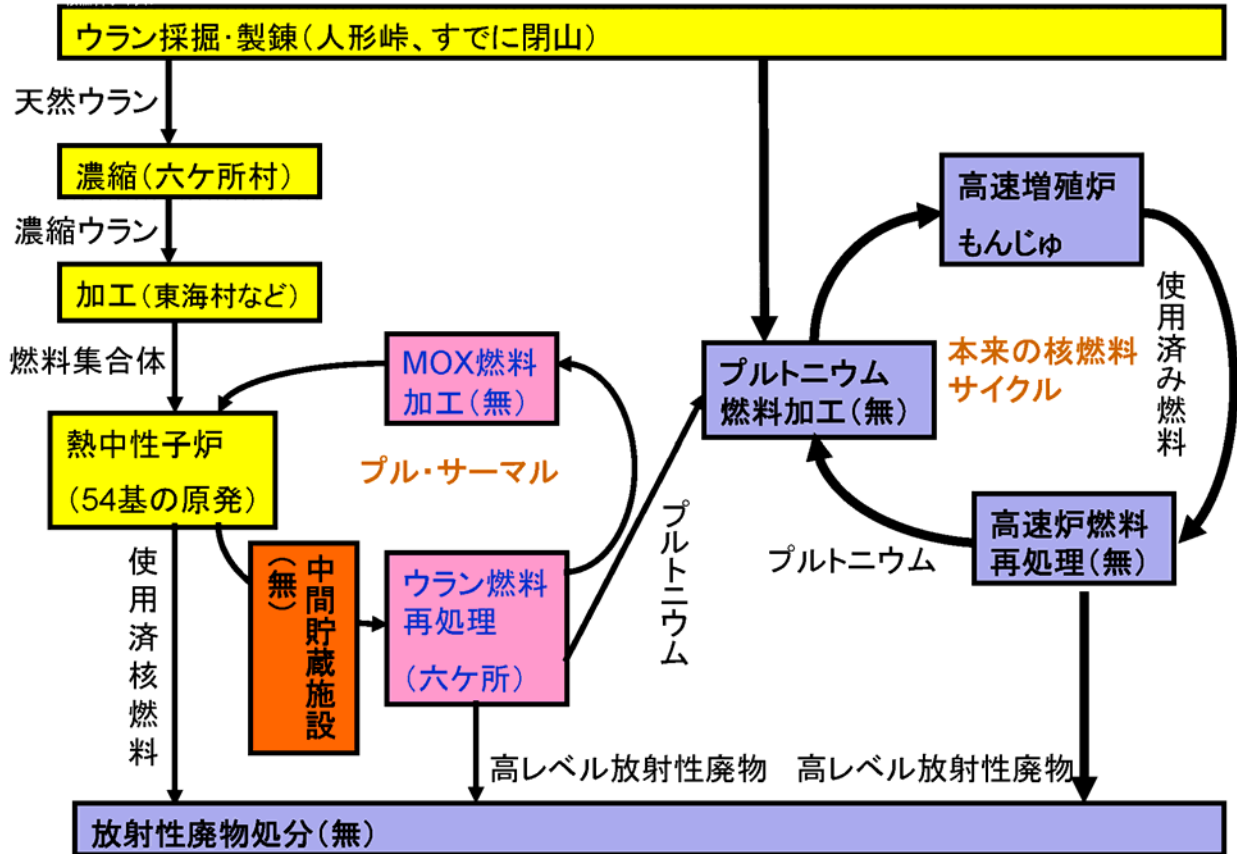 ウラン採掘・製錬（人形峠、すでに閉山）
天然ウラン
濃縮（六ケ所村）
濃縮ウラン
加工（東海村など）
燃料集合体
熱中性子炉
（54基の原発）
使用済核燃料
中間貯蔵施設
（無）
MOX燃料
加工（無）
プル・サーマル
ウラン燃料
再処理
（六ケ所）
プルトニウム
高レベル放射性廃物
プルトニウム
燃料加工（無）
高速増殖炉
もんじゅ
本来の核燃料
サイクル
使用済み燃料
高速炉燃料
再処理（無）
プルトニウム
高レベル放射性廃物
放射性廃物処分（無）